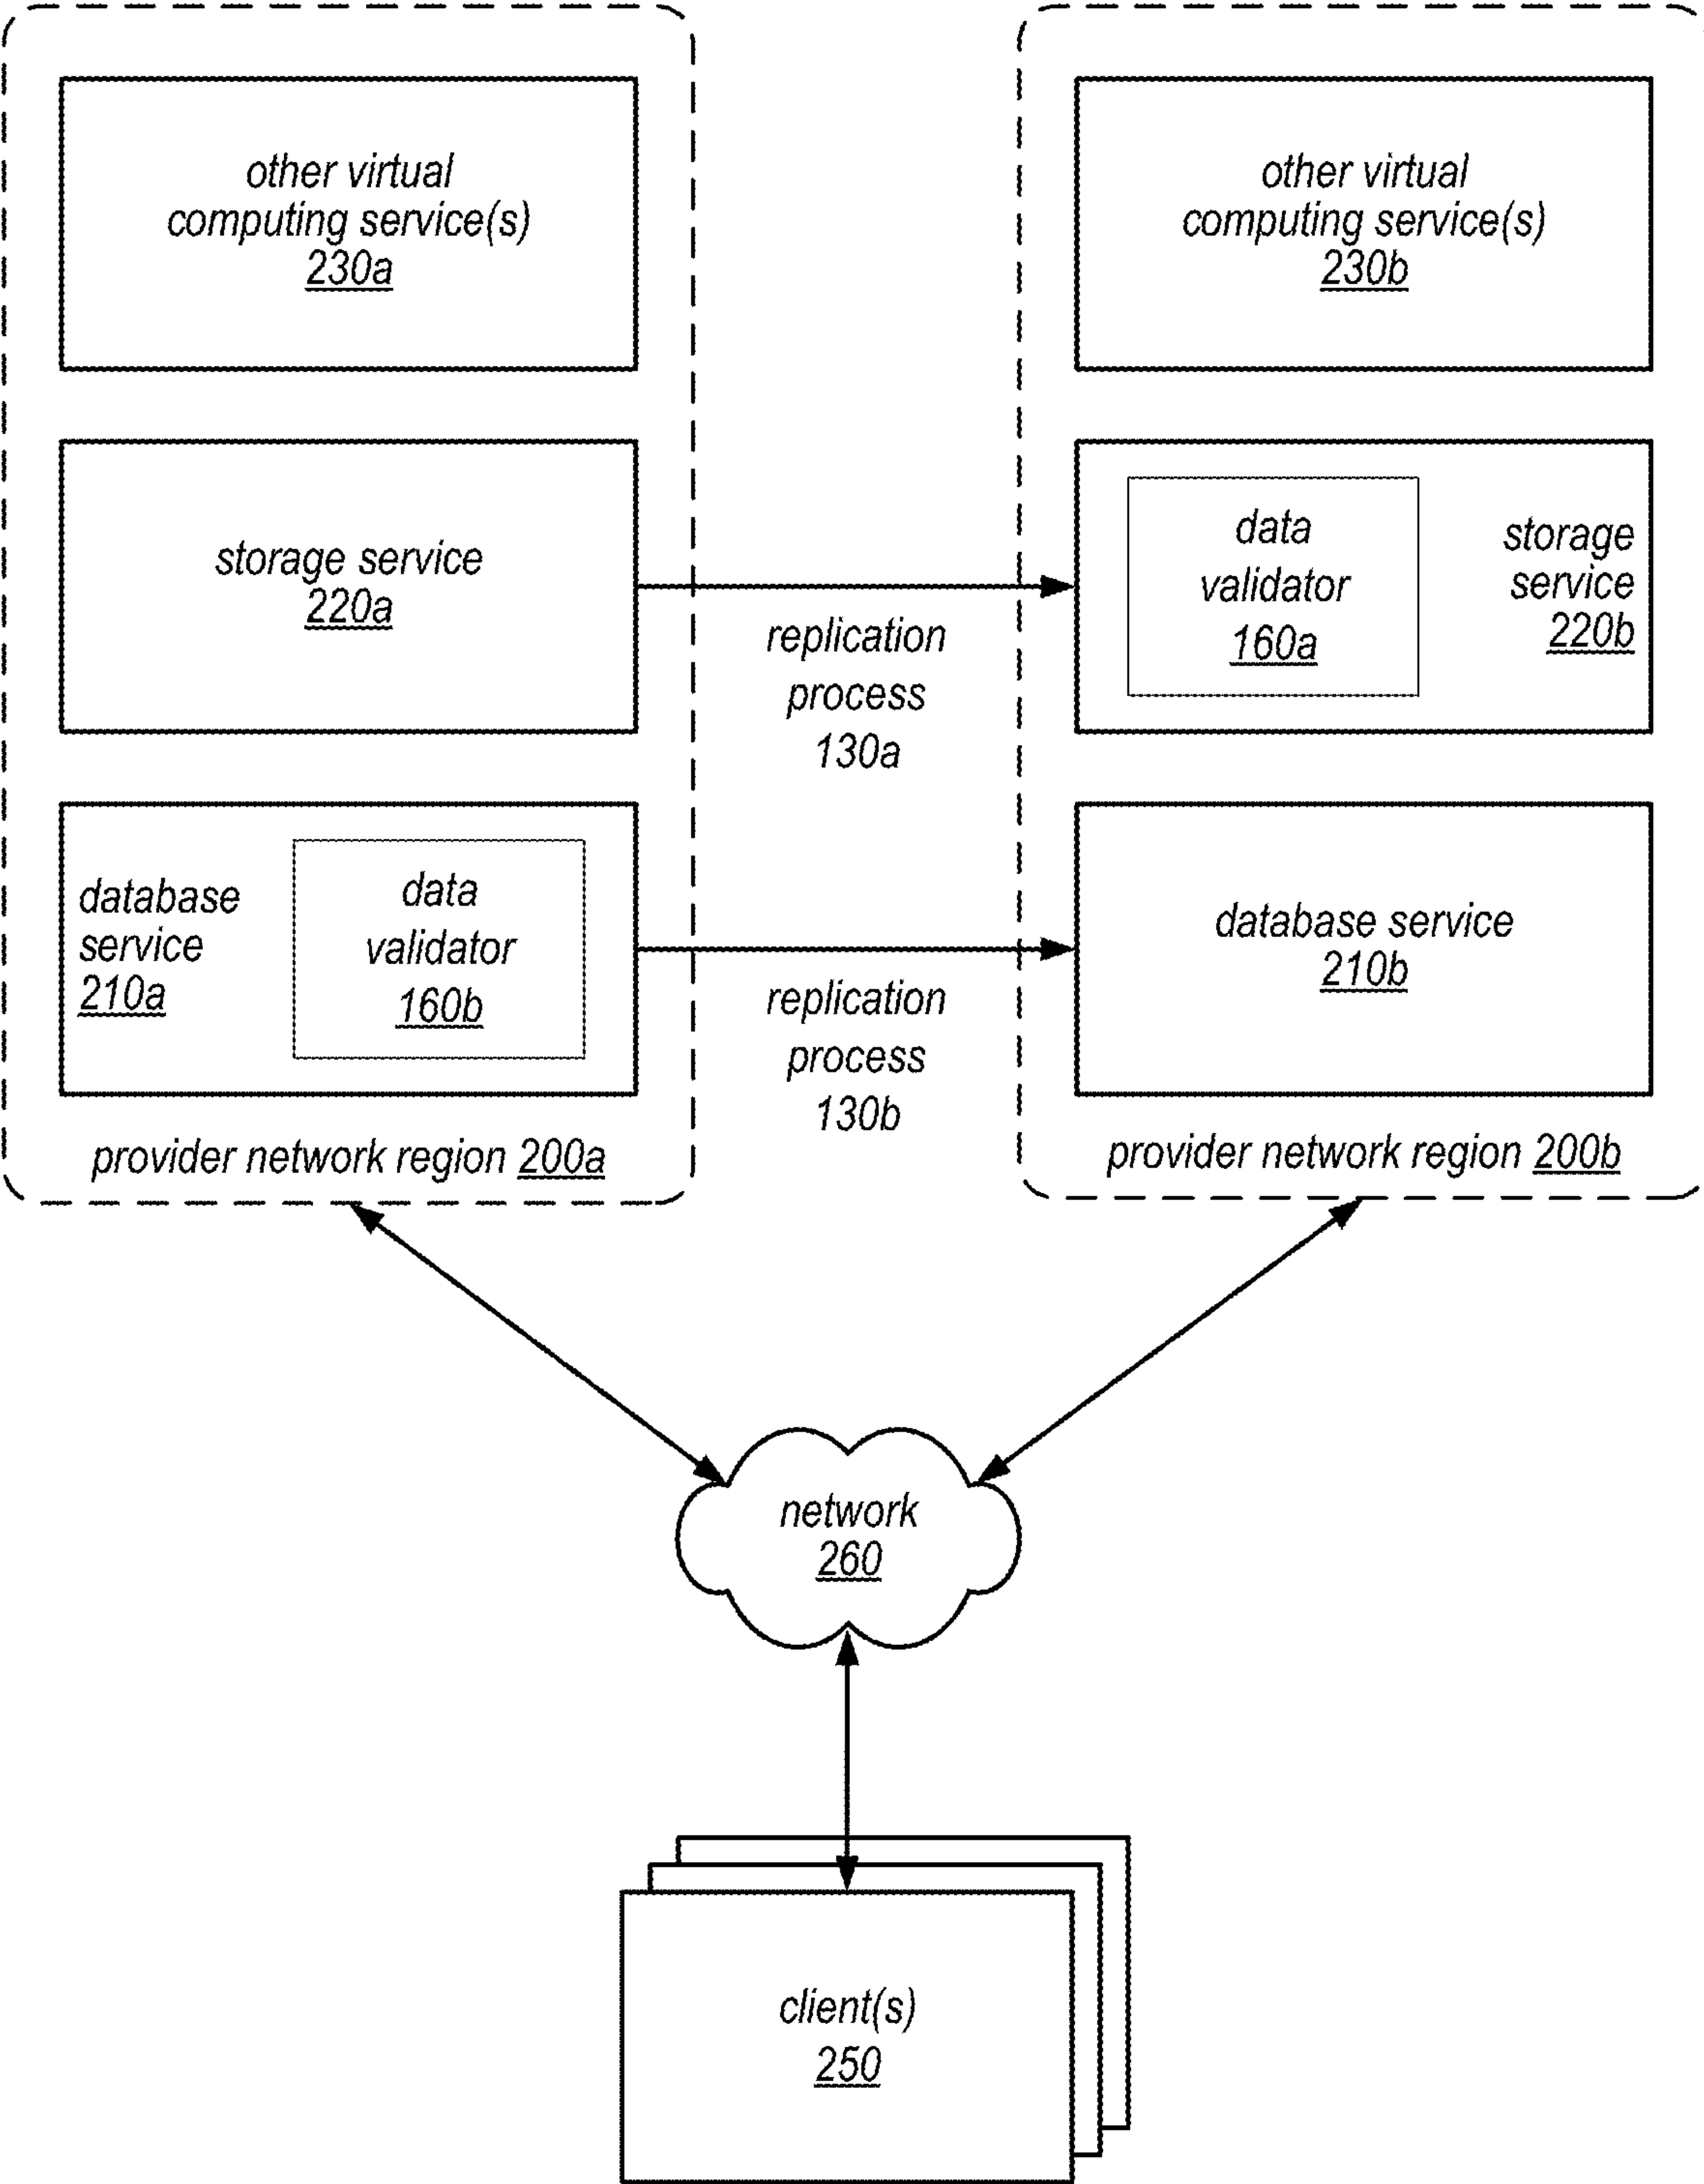 other virtual
computing service(s)
230a
other virtual
computing service(s)
230b
storage service
220a
replication
process
130a
data
validator
160a
storage
service
220b
database
service
210a
data
validator
160b
replication
process
130b
database service
210b
provider network region 200a
provider network region 200b
network
260
client(s)
250